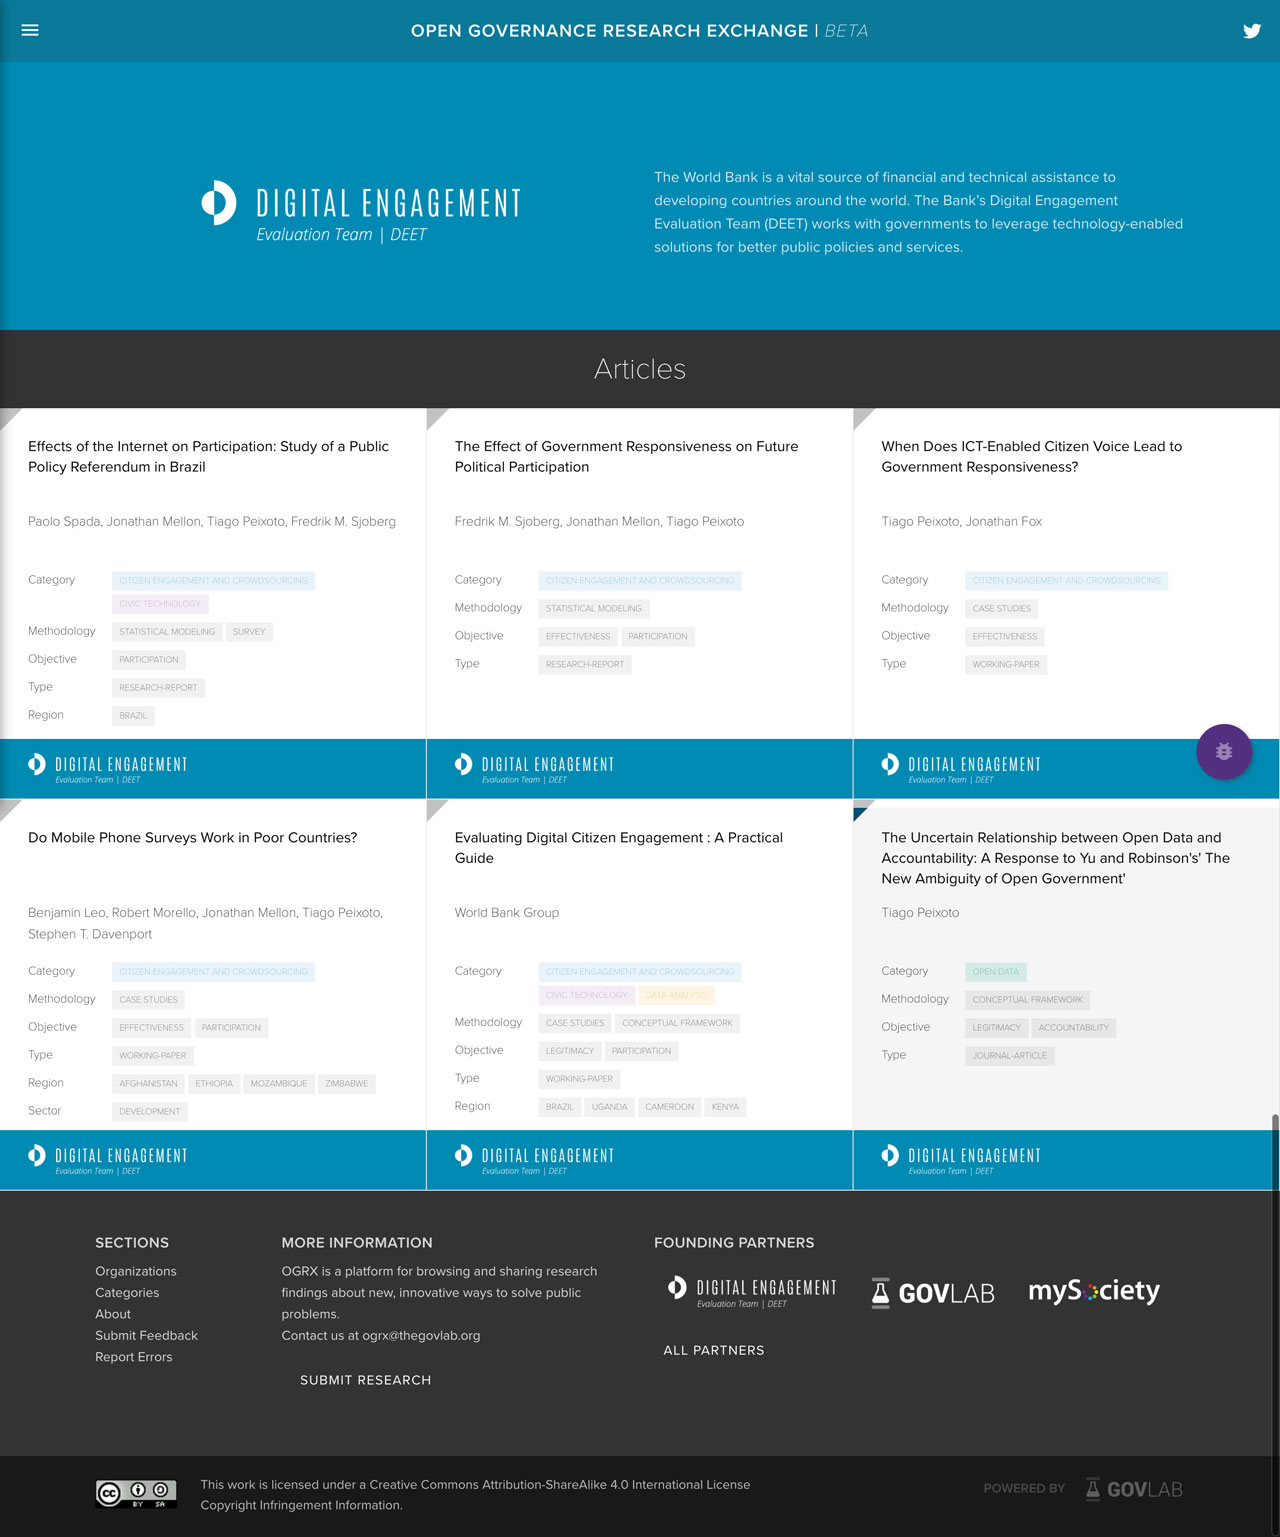 OPEN GOVERNANCE RESEARCH EXCHANGE | BETA
DIGITAL ENGAGEMENT
Evaluation Team | DEET
The World Bank is a vital source of financial and technical assistance to
developing countries around the world. The Bank's Digital Engagement
Evaluation Team (DEET) works with governments to leverage technology-enabled
solutions for better public policies and services.
Articles
Effects of the Internet on Participation: Study of a Public
Policy Referendum in Brazil
Paolo Spada, Jonathan Mellon, Tiago Peixoto, Fredrik M. Sjoberg
Category CITIZEN ENGAGEMENT AND CROWDSOURCING
CIVIC TECHNOLOGY
Methodology STATISTICAL MODELING SURVEY
Objective PARTICIPATION
Type RESEARCH-REPORT
Region BRAZIL
DIGITAL ENGAGEMENT
Evaluation Team | DEET
The Effect of Government Responsiveness on Future
Political Participation
Fredrik M. Sjoberg, Jonathan Mellon, Tiago Peixoto
Category CITIZEN ENGAGEMENT AND CROWDSOURCING
Methodology STATISTICAL MODELING
Objective EFFECTIVENESS PARTICIPATION
Type RESEARCH-REPORT
DIGITAL ENGAGEMENT
Evaluation Team | DEET
When Does ICT-Enabled Citizen Voice Lead to
Government Responsiveness?
Tiago Peixoto, Jonathan Fox
Category CITIZEN ENGAGEMENT AND CROWDSOURCING
Methodology CASE STUDIES
Objective EFFECTIVENESS
Type WORKING-PAPER
DIGITAL ENGAGEMENT
Evaluation Team | DEET
Do Mobile Phone Surveys Work in Poor Countries?
Benjamin Leo, Robert Morello, Jonathan Mellon, Tiago Peixoto,
Stephen T. Davenport
Category CITIZEN ENGAGEMENT AND CROWDSOURCING
Methodology CASE STUDIES
Objective EFFECTIVENESS PARTICIPATION
Type WORKING-PAPER
Region AFGHANISTAN ETHIOPIA MOZAMBIQUE ZIMBABWE
Sector DEVELOPMENT
DIGITAL ENGAGEMENT
Evaluation Team | DEET
Evaluating Digital Citizen Engagement : A Practical
Guide
World Bank Group
Category CITIZEN ENGAGEMENT AND CROWDSOURCING
CIVIC TECHNOLOGY DATA ANALYSIS
Methodology CASE STUDIES CONCEPTUAL FRAMEWORK
Objective LEGITIMACY PARTICIPATION
Type WORKING-PAPER
Region BRAZIL UGANDA CAMEROON KENYA
DIGITAL ENGAGEMENT
Evaluation Team | DEET
The Uncertain Relationship between Open Data and
Accountability: A Response to Yu and Robinson's' The
New Ambiguity of Open Government'
Tiago Peixoto
Category OPEN DATA
Methodology CONCEPTUAL FRAMEWORK
Objective LEGITIMACY ACCOUNTABILITY
Type JOURNAL-ARTICLE
DIGITAL ENGAGEMENT
Evaluation Team | DEET
SECTIONS
Organizations
Categories
About
Submit Feedback
Report Errors
MORE INFORMATION
OGRX is a platform for browsing and sharing research
findings about new, innovative ways to solve public
problems.
Contact us at ogrx@thegovlab.org
SUBMIT RESEARCH
FOUNDING PARTNERS
DIGITAL ENGAGEMENT
Evaluation Team | DEET
GOVLAB
mySociety
ALL PARTNERS
CC BY SA
This work is licensed under a Creative Commons Attribution-ShareAlike 4.0 International License
Copyright Infringement Information.
POWERED BY GOVLAB